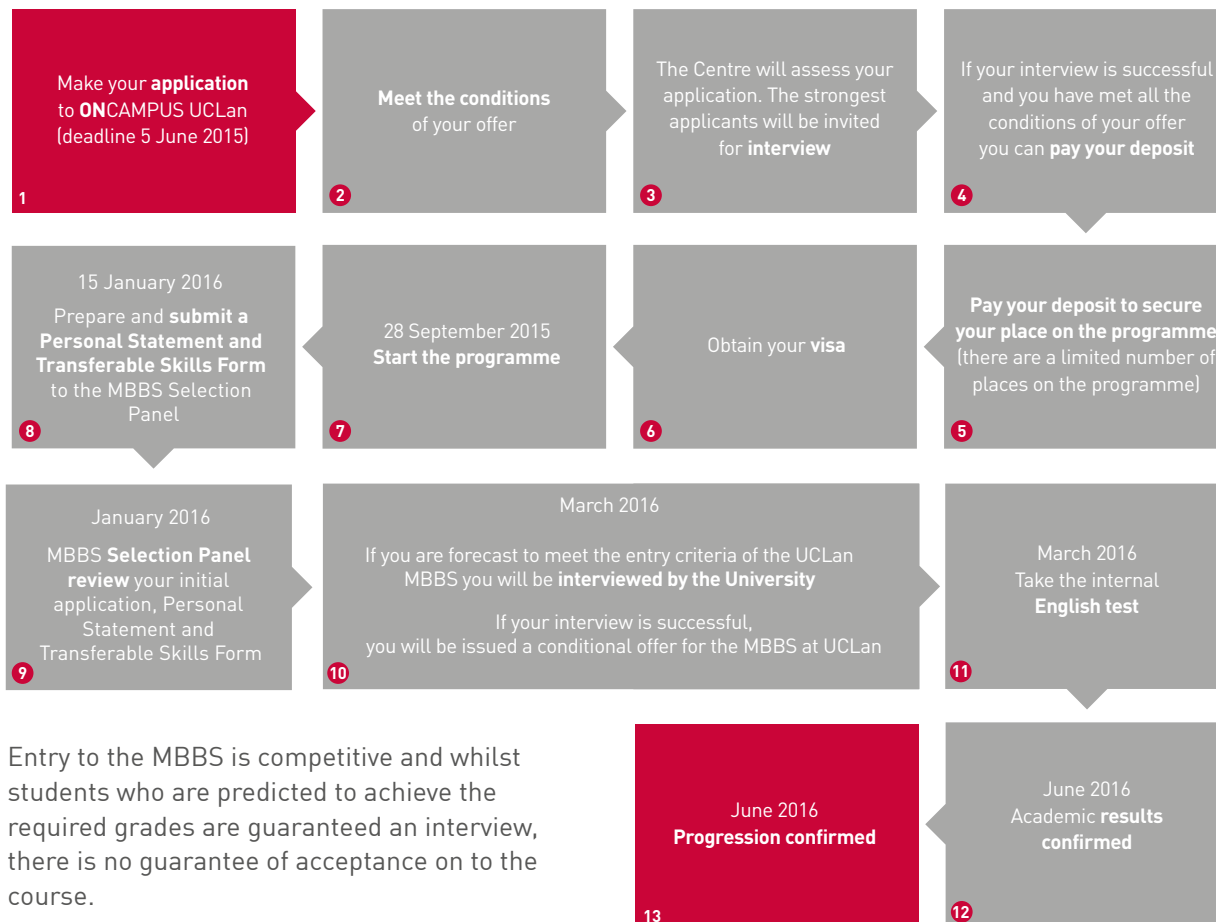 Make your application
to ONCAMPUS UCLan
(deadline 5 June 2015)
1
Meet the conditions
of your offer
2
The Centre will assess your
application. The strongest
applicants will be invited
for interview
3
If your interview is successful
and you have met all the
conditions of your offer
you can pay your deposit
4
Pay your deposit to secure
your place on the programme
(there are a limited number of
places on the programme)
5
Obtain your visa
6
28 September 2015
Start the programme
7
15 January 2016
Prepare and submit a
Personal Statement and
Transferable Skills Form
to the MBBS Selection
Panel
8
January 2016
MBBS Selection Panel
review your initial
application, Personal
Statement and
Transferable Skills Form
9
March 2016
If you are forecast to meet the entry criteria of the UCLan
MBBS you will be interviewed by the University
If your interview is successful,
you will be issued a conditional offer for the MBBS at UCLan
10
March 2016
Take the internal
English test
11
June 2016
Academic results
confirmed
12
June 2016
Progression confirmed
13
Entry to the MBBS is competitive and whilst
students who are predicted to achieve the
required grades are guaranteed an interview,
there is no guarantee of acceptance on to the
course.